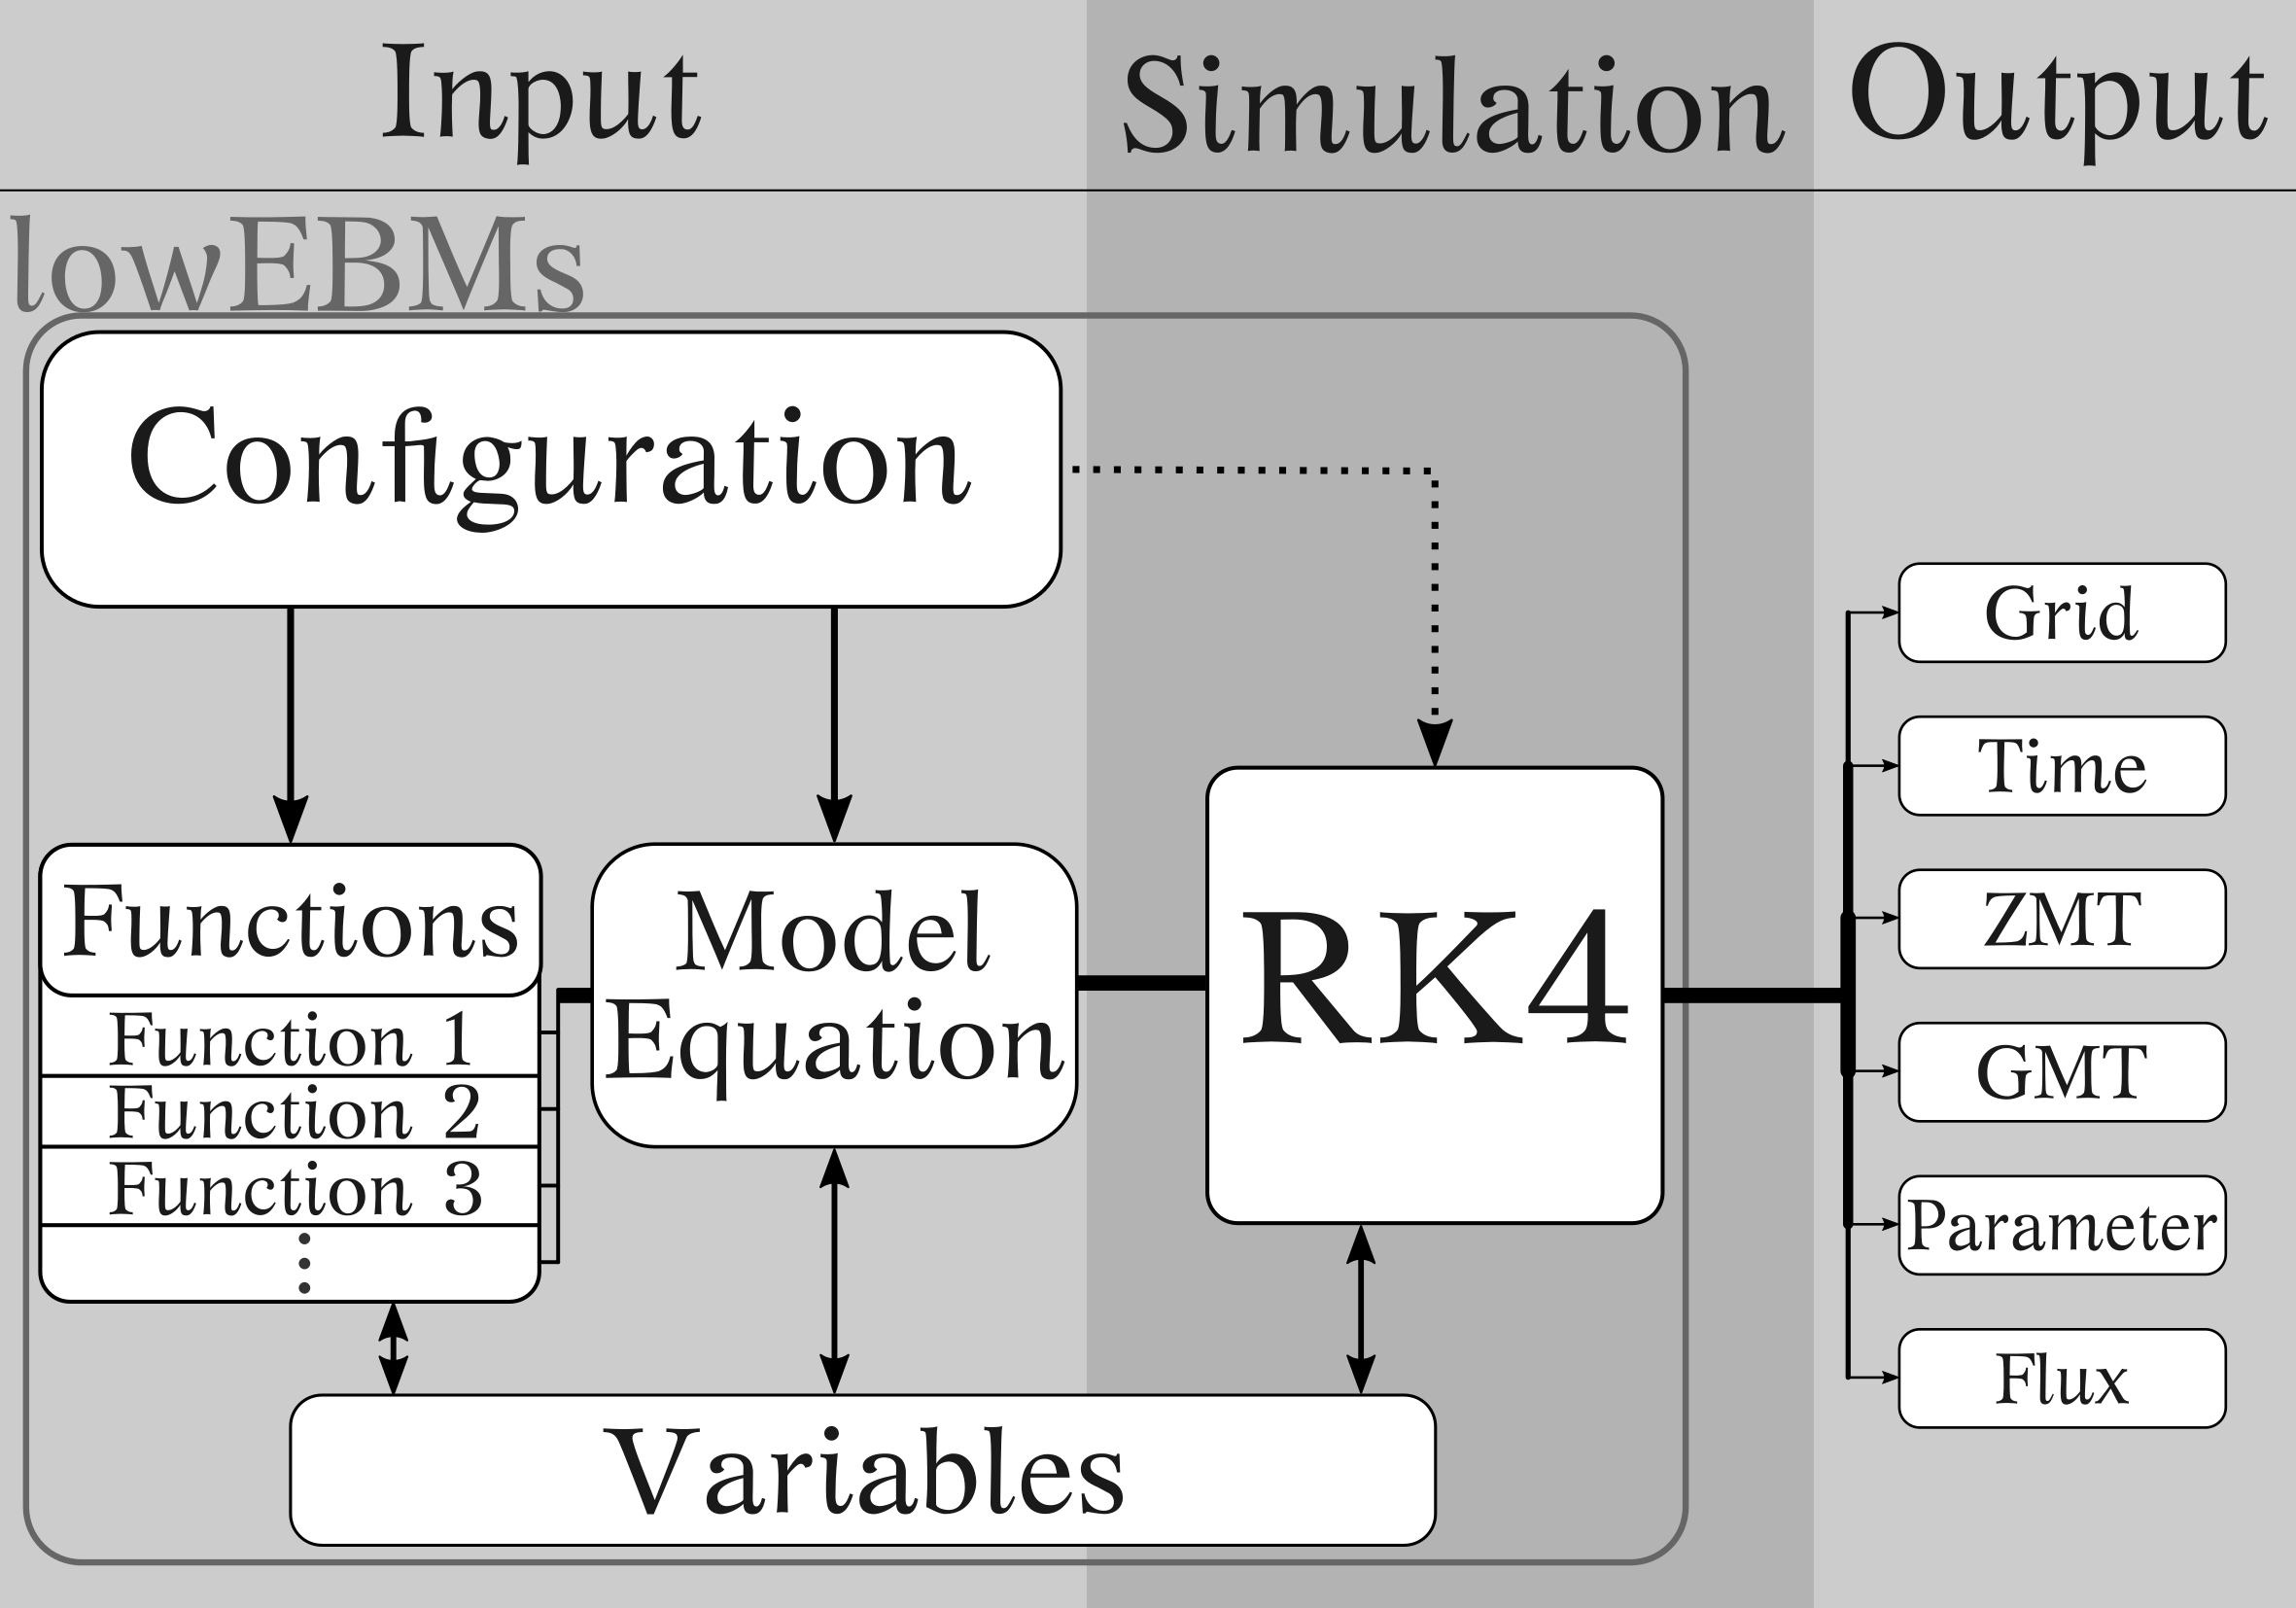 Input
Simulation
Output
lowEBMs
Configuration
Functions
Function 1
Function 2
Function 3
Model
Equation
RK4
Variables
Grid
Time
ZMT
GMT
Parameter
Flux